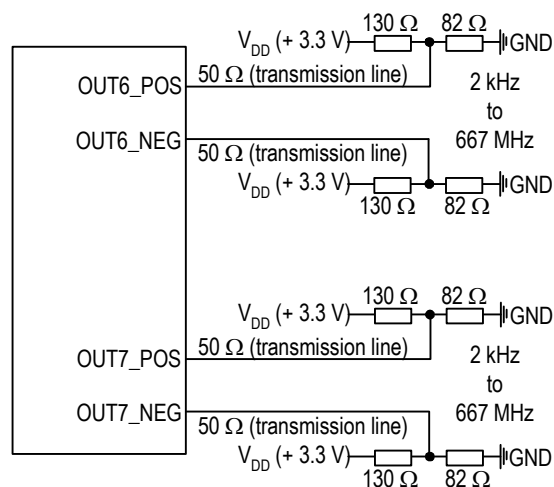 130 Ω 82 Ω
V_DD (+ 3.3 V) GND
OUT6_POS 50 Ω (transmission line) 2 kHz
to
OUT6_NEG 667 MHz
50 Ω (transmission line)
V_DD (+ 3.3 V) GND
130 Ω 82 Ω
130 Ω 82 Ω
V_DD (+ 3.3 V) GND
OUT7_POS 50 Ω (transmission line) 2 kHz
to
OUT7_NEG 667 MHz
50 Ω (transmission line)
V_DD (+ 3.3 V) GND
130 Ω 82 Ω